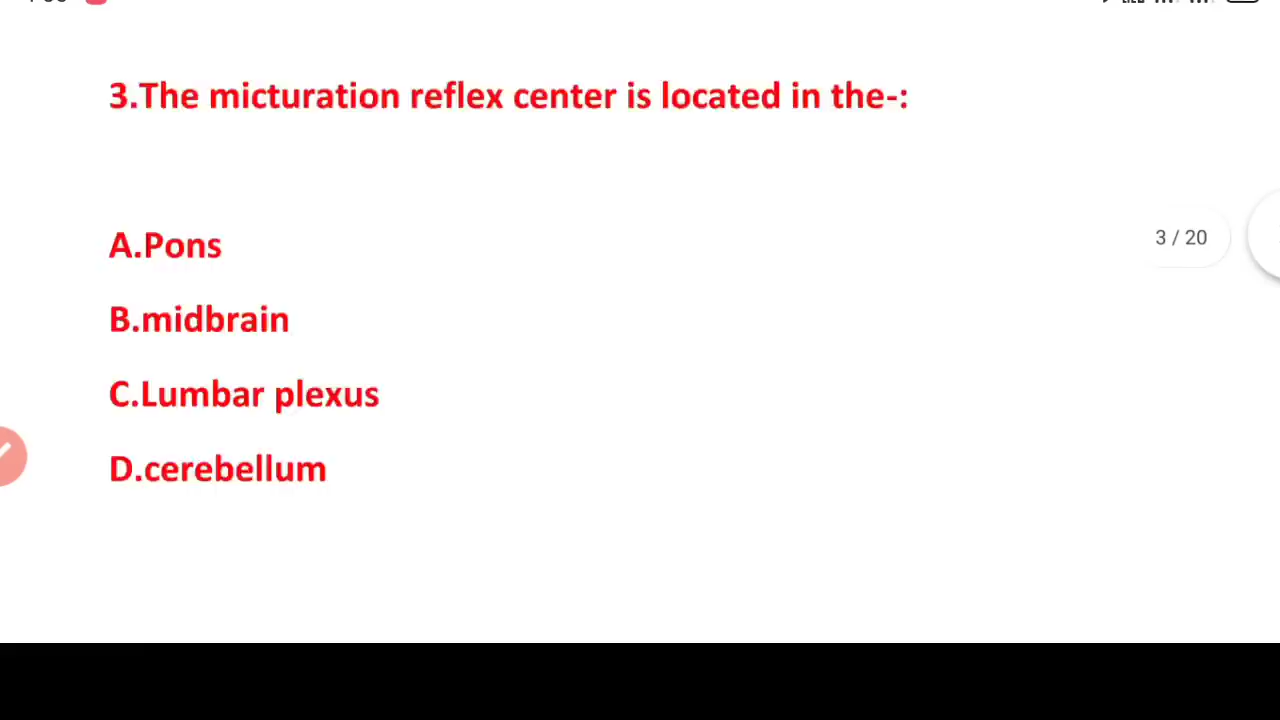 3.The micturation reflex center is located in the-:
A.Pons
3 / 20
B.midbrain
C.Lumbar plexus
D.cerebellum